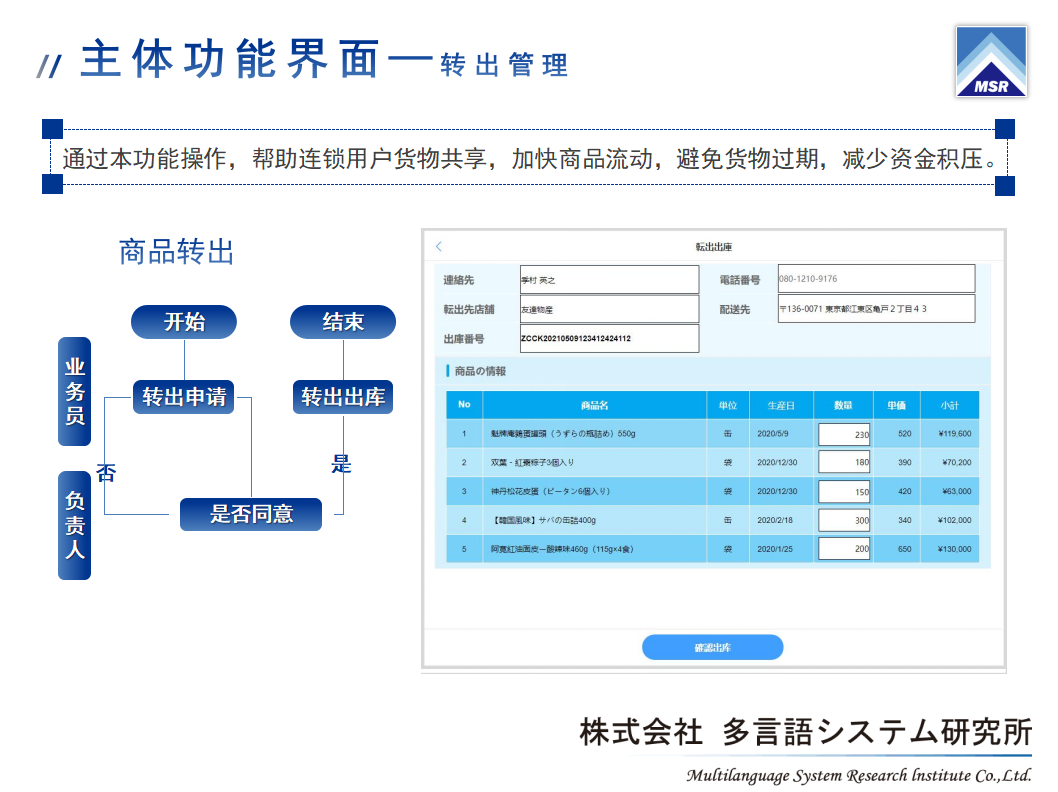 // 主体功能界面—转出管理
MSR
通过本功能操作，帮助连锁用户货物共享，加快商品流动，避免货物过期，减少资金积压。
商品转出
开始
结束
业务员
转出申请
转出出库
否
是
负责人
是否同意
転出出庫
連絡先 季村 英之 電話番号 080-1210-9176
転出先店舗 友達物産 配送先 〒136-0071 東京都江東区亀戸２丁目４３
出庫番号 ZCCK20210509123412424112
商品の情報
No 商品名 単位 生産日 数量 単価 小計
1 魁牌庵鶉蛋罐頭（うずらの瓶詰め）550g 缶 2020/5/9 230 520 ¥119,600
2 双葉・紅棗粽子3個入り 袋 2020/12/30 180 390 ¥70,200
3 神丹松花皮蛋（ピータン6個入り） 袋 2020/12/30 150 420 ¥63,000
4 【韓国風味】サバの缶詰400g 缶 2020/2/18 300 340 ¥102,000
5 阿寛紅油面皮ー酸辣味460g（115g×4食） 袋 2020/1/25 200 650 ¥130,000
確認出库
株式会社 多言語システム研究所
Multilanguage System Research Institute Co.,Ltd.